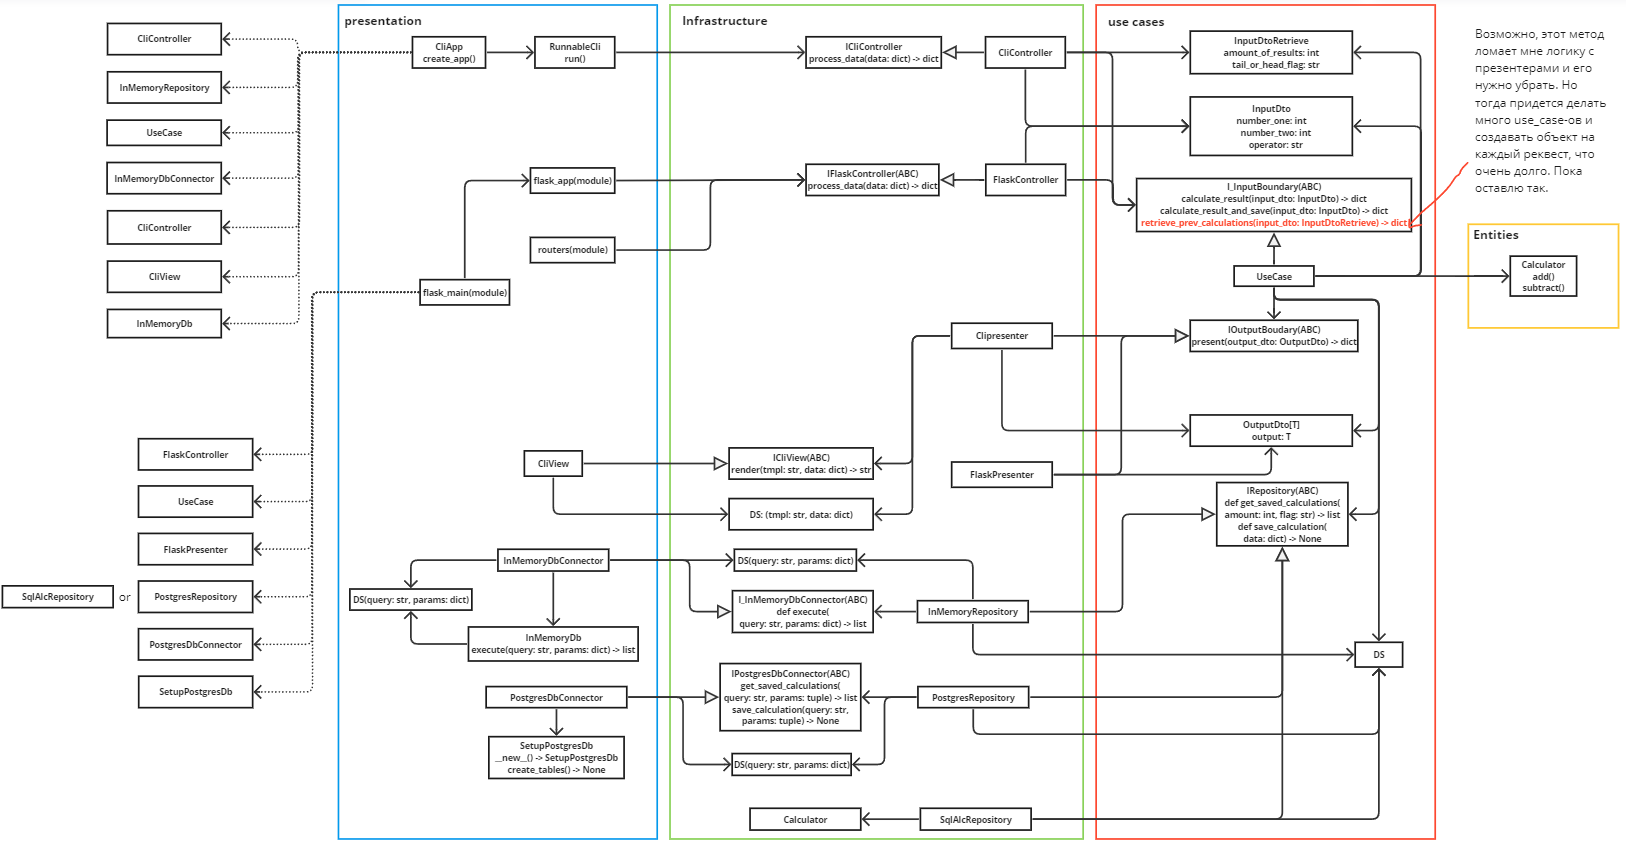 CliController
InMemoryRepository
UseCase
InMemoryDbConnector
CliController
CliView
InMemoryDb
FlaskController
UseCase
FlaskPresenter
SqlAlcRepository
or
PostgresRepository
PostgresDbConnector
SetupPostgresDb
presentation
CliApp
create_app()
RunnableCli
run()
flask_app(module)
routers(module)
flask_main(module)
CliView
InMemoryDbConnector
DS(query: str, params: dict)
InMemoryDb
execute(query: str, params: dict) -> list
PostgresDbConnector
SetupPostgresDb
__new__() -> SetupPostgresDb
create_tables() -> None
Infrastructure
ICliController
process_data(data: dict) -> dict
CliController
IFlaskController(ABC)
process_data(data: dict) -> dict
FlaskController
Clipresenter
ICliView(ABC)
render(tmpl: str, data: dict) -> str
FlaskPresenter
DS: (tmpl: str, data: dict)
DS(query: str, params: dict)
I_InMemoryDbConnector(ABC)
def execute(
query: str, params: dict) -> list
InMemoryRepository
IPostgresDbConnector(ABC)
get_saved_calculations(
query: str, params: tuple) -> list
save_calculation(query: str,
params: tuple) -> None
PostgresRepository
DS(query: str, params: dict)
Calculator
SqlAlcRepository
use cases
InputDtoRetrieve
amount_of_results: int
tail_or_head_flag: str
InputDto
number_one: int
number_two: int
operator: str
I_InputBoundary(ABC)
calculate_result(input_dto: InputDto) -> dict
calculate_result_and_save(input_dto: InputDto) -> dict
retrieve_prev_calculations(input_dto: InputDtoRetrieve) -> dict
UseCase
IOutputBoudary(ABC)
present(output_dto: OutputDto) -> dict
OutputDto[T]
output: T
IRepository(ABC)
def get_saved_calculations(
amount: int, flag: str) -> list
def save_calculation(
data: dict) -> None
DS
Возможно, этот метод
ломает мне логику с
презентерами и его
нужно убрать. Но
тогда придется делать
много use_case-ов и
создавать объект на
каждый реквест, что
очень долго. Пока
оставлю так.
Entities
Calculator
add()
subtract()